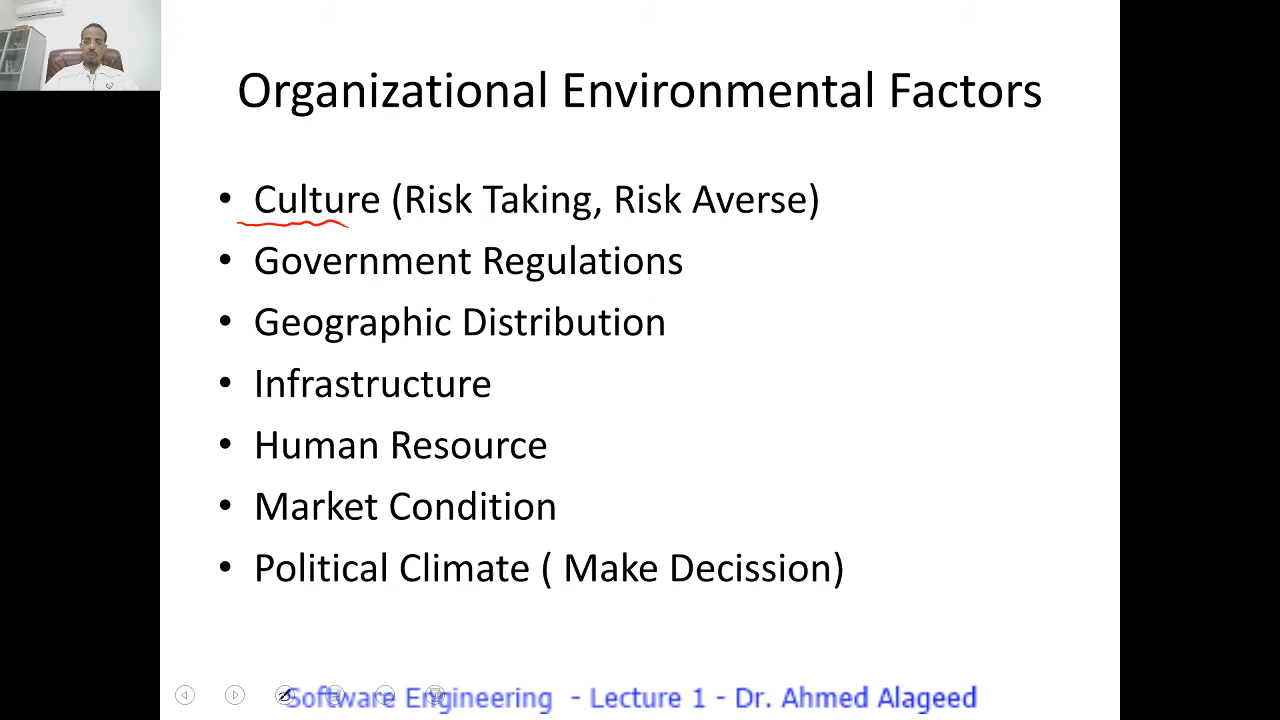 Organizational Environmental Factors
• Culture (Risk Taking, Risk Averse)
• Government Regulations
• Geographic Distribution
• Infrastructure
• Human Resource
• Market Condition
• Political Climate ( Make Decission)
Software Engineering - Lecture 1 - Dr. Ahmed Alageed